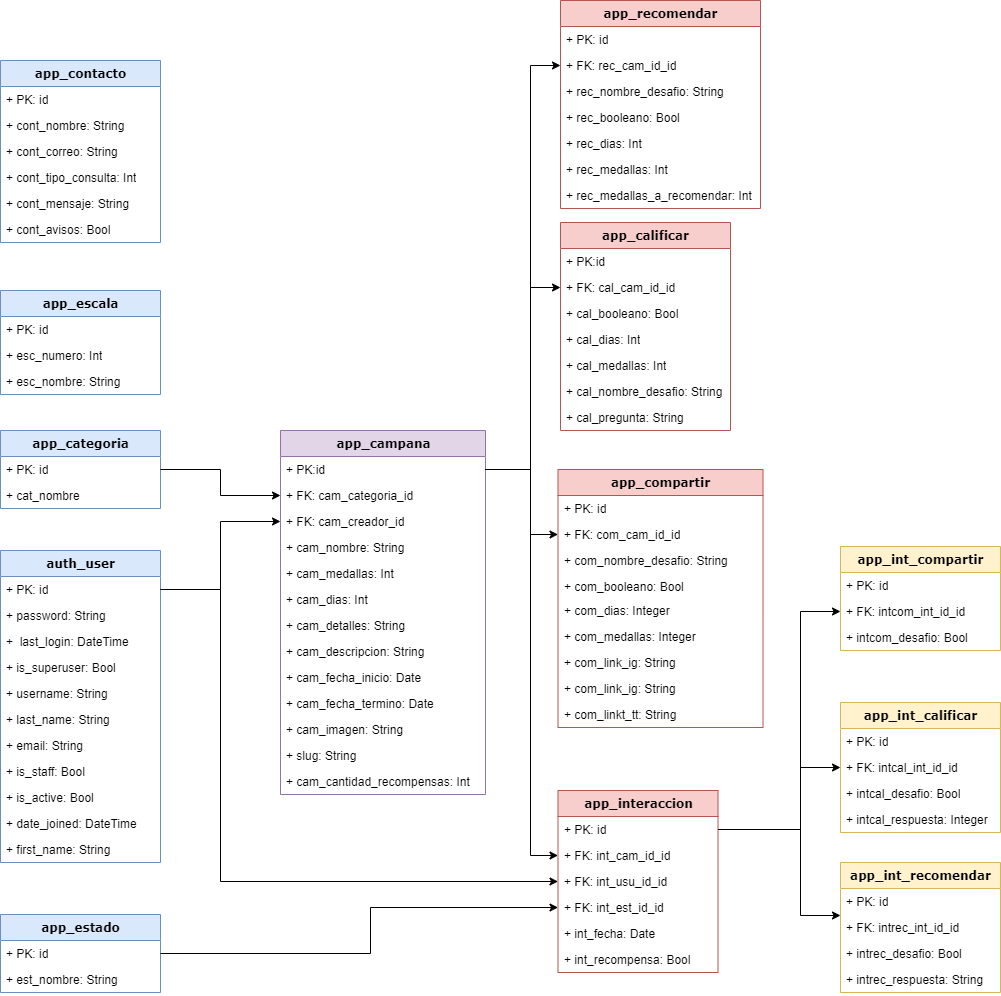 app_contacto
+ PK: id
+ cont_nombre: String
+ cont_correo: String
+ cont_tipo_consulta: Int
+ cont_mensaje: String
+ cont_avisos: Bool
app_escala
+ PK: id
+ esc_numero: Int
+ esc_nombre: String
app_categoria
+ PK: id
+ cat_nombre
auth_user
+ PK: id
+ password: String
+ last_login: DateTime
+ is_superuser: Bool
+ username: String
+ last_name: String
+ email: String
+ is_staff: Bool
+ is_active: Bool
+ date_joined: DateTime
+ first_name: String
app_estado
+ PK: id
+ est_nombre: String
app_campana
+ PK:id
+ FK: cam_categoria_id
+ FK: cam_creador_id
+ cam_nombre: String
+ cam_medallas: Int
+ cam_dias: Int
+ cam_detalles: String
+ cam_descripcion: String
+ cam_fecha_inicio: Date
+ cam_fecha_termino: Date
+ cam_imagen: String
+ slug: String
+ cam_cantidad_recompensas: Int
app_recomendar
+ PK: id
+ FK: rec_cam_id_id
+ rec_nombre_desafio: String
+ rec_booleano: Bool
+ rec_dias: Int
+ rec_medallas: Int
+ rec_medallas_a_recomendar: Int
app_calificar
+ PK:id
+ FK: cal_cam_id_id
+ cal_booleano: Bool
+ cal_dias: Int
+ cal_medallas: Int
+ cal_nombre_desafio: String
+ cal_pregunta: String
app_compartir
+ PK: id
+ FK: com_cam_id_id
+ com_nombre_desafio: String
+ com_booleano: Bool
+ com_dias: Integer
+ com_medallas: Integer
+ com_link_ig: String
+ com_link_ig: String
+ com_linkt_tt: String
app_interaccion
+ PK: id
+ FK: int_cam_id_id
+ FK: int_usu_id_id
+ FK: int_est_id_id
+ int_fecha: Date
+ int_recompensa: Bool
app_int_compartir
+ PK: id
+ FK: intcom_int_id_id
+ intcom_desafio: Bool
app_int_calificar
+ PK: id
+ FK: intcal_int_id_id
+ intcal_desafio: Bool
+ intcal_respuesta: Integer
app_int_recomendar
+ PK: id
+ FK: intrec_int_id_id
+ intrec_desafio: Bool
+ intrec_respuesta: String